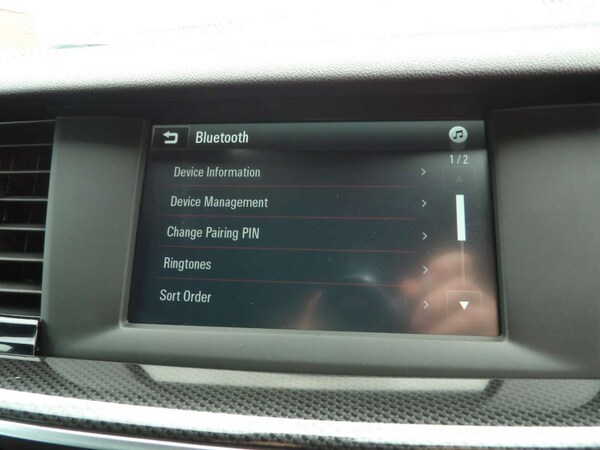 Bluetooth
1/2
Device Information
Device Management
Change Pairing PIN
Ringtones
Sort Order